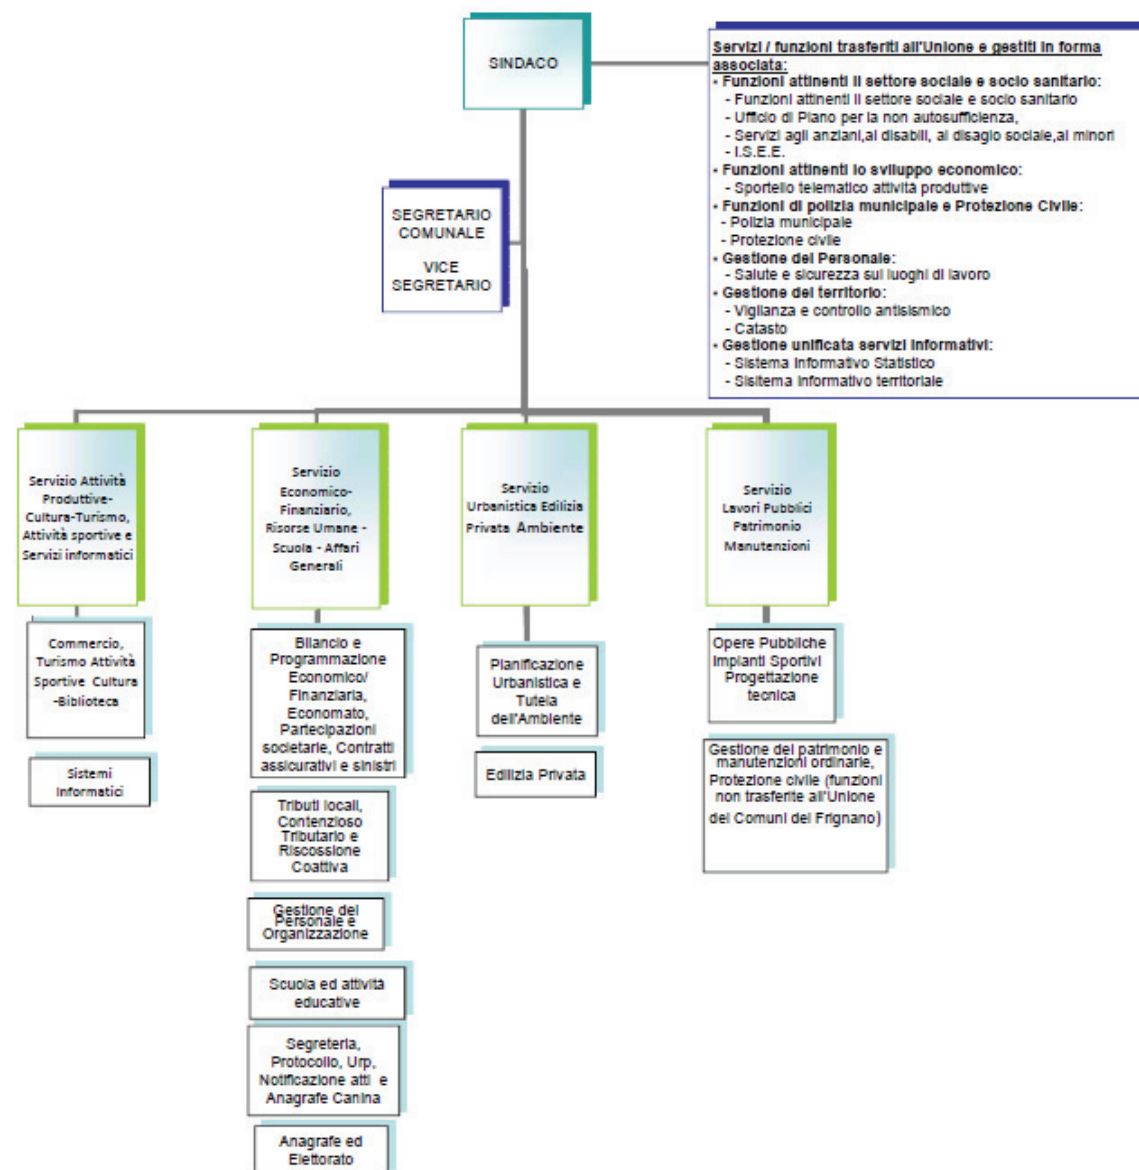 SINDACO
Servizi / funzioni trasferiti all'Unione e gestiti in forma
associata:
• Funzioni attinenti il settore sociale e socio sanitario:
- Funzioni attinenti il settore sociale e socio sanitario
- Ufficio di Piano per la non autosufficienza,
- Servizi agli anziani,ai disabili, al disagio sociale,ai minori
- I.S.E.E.
• Funzioni attinenti lo sviluppo economico:
- Sportello telematico attività produttive
• Funzioni di polizia municipale e Protezione Civile:
- Polizia municipale
- Protezione civile
• Gestione del Personale:
- Salute e sicurezza sui luoghi di lavoro
• Gestione del territorio:
- Vigilanza e controllo antisismico
- Catasto
• Gestione unificata servizi informativi:
- Sistema Informativo Statistico
- Sisitema informativo territoriale
SEGRETARIO
COMUNALE
VICE
SEGRETARIO
Servizio Attività
Produttive-
Cultura-Turismo,
Attività sportive e
Servizi informatici
Commercio,
Turismo Attività
Sportive Cultura
-Biblioteca
Sistemi
Informatici
Servizio
Economico-
Finanziario,
Risorse Umane -
Scuola - Affari
Generali
Bilancio e
Programmazione
Economico/
Finanziaria,
Economato,
Partecipazioni
societarie, Contratti
assicurativi e sinistri
Tributi locali,
Contenzioso
Tributario e
Riscossione
Coattiva
Gestione del
Personale e
Organizzazione
Scuola ed attività
educative
Segreteria,
Protocollo, Urp,
Notificazione atti e
Anagrafe Canina
Anagrafe ed
Elettorato
Servizio
Urbanistica Edilizia
Privata Ambiente
Pianificazione
Urbanistica e
Tutela
dell'Ambiente
Edilizia Privata
Servizio
Lavori Pubblici
Patrimonio
Manutenzioni
Opere Pubbliche
Impianti Sportivi
Progettazione
tecnica
Gestione del patrimonio e
manutenzioni ordinarie,
Protezione civile (funzioni
non trasferite all'Unione
dei Comuni del Frignano)